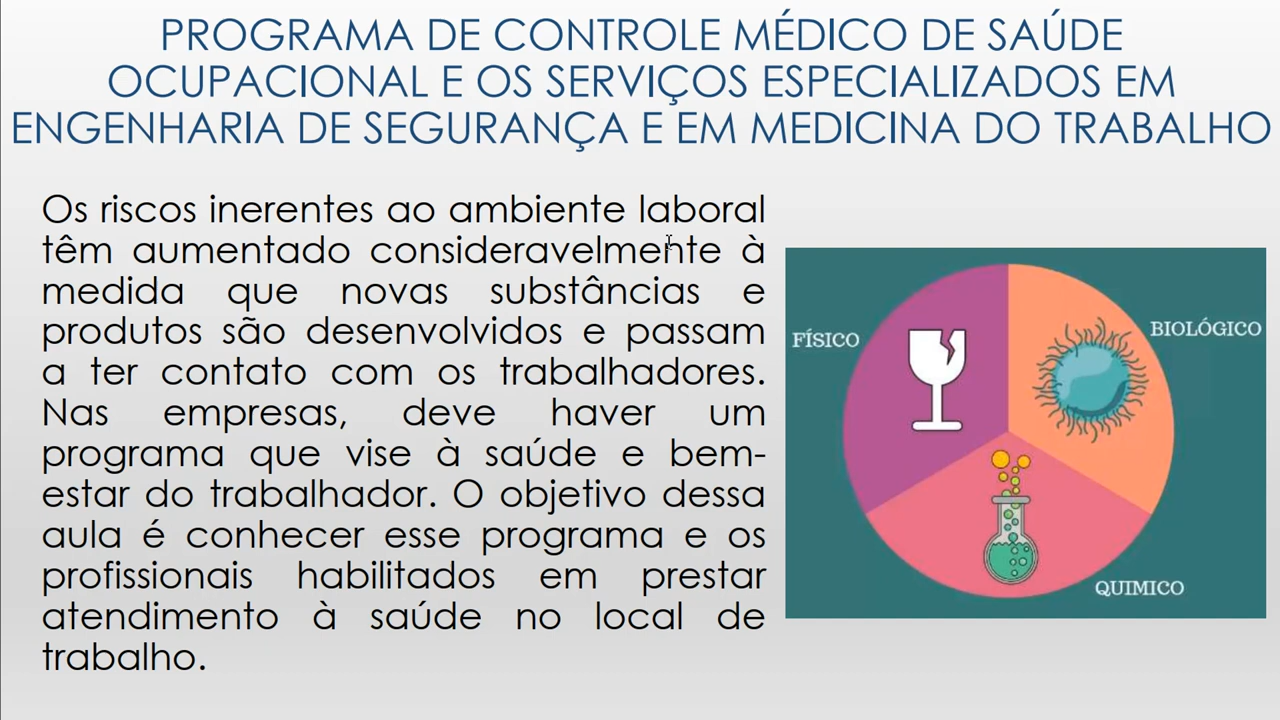 PROGRAMA DE CONTROLE MÉDICO DE SAÚDE
OCUPACIONAL E OS SERVIÇOS ESPECIALIZADOS EM
ENGENHARIA DE SEGURANÇA E EM MEDICINA DO TRABALHO
Os riscos inerentes ao ambiente laboral
têm aumentado consideravelmente à
medida que novas substâncias e
produtos são desenvolvidos e passam
a ter contato com os trabalhadores.
Nas empresas, deve haver um
programa que vise à saúde e bem-
estar do trabalhador. O objetivo dessa
aula é conhecer esse programa e os
profissionais habilitados em prestar
atendimento à saúde no local de
trabalho.
FÍSICO
BIOLÓGICO
QUIMICO